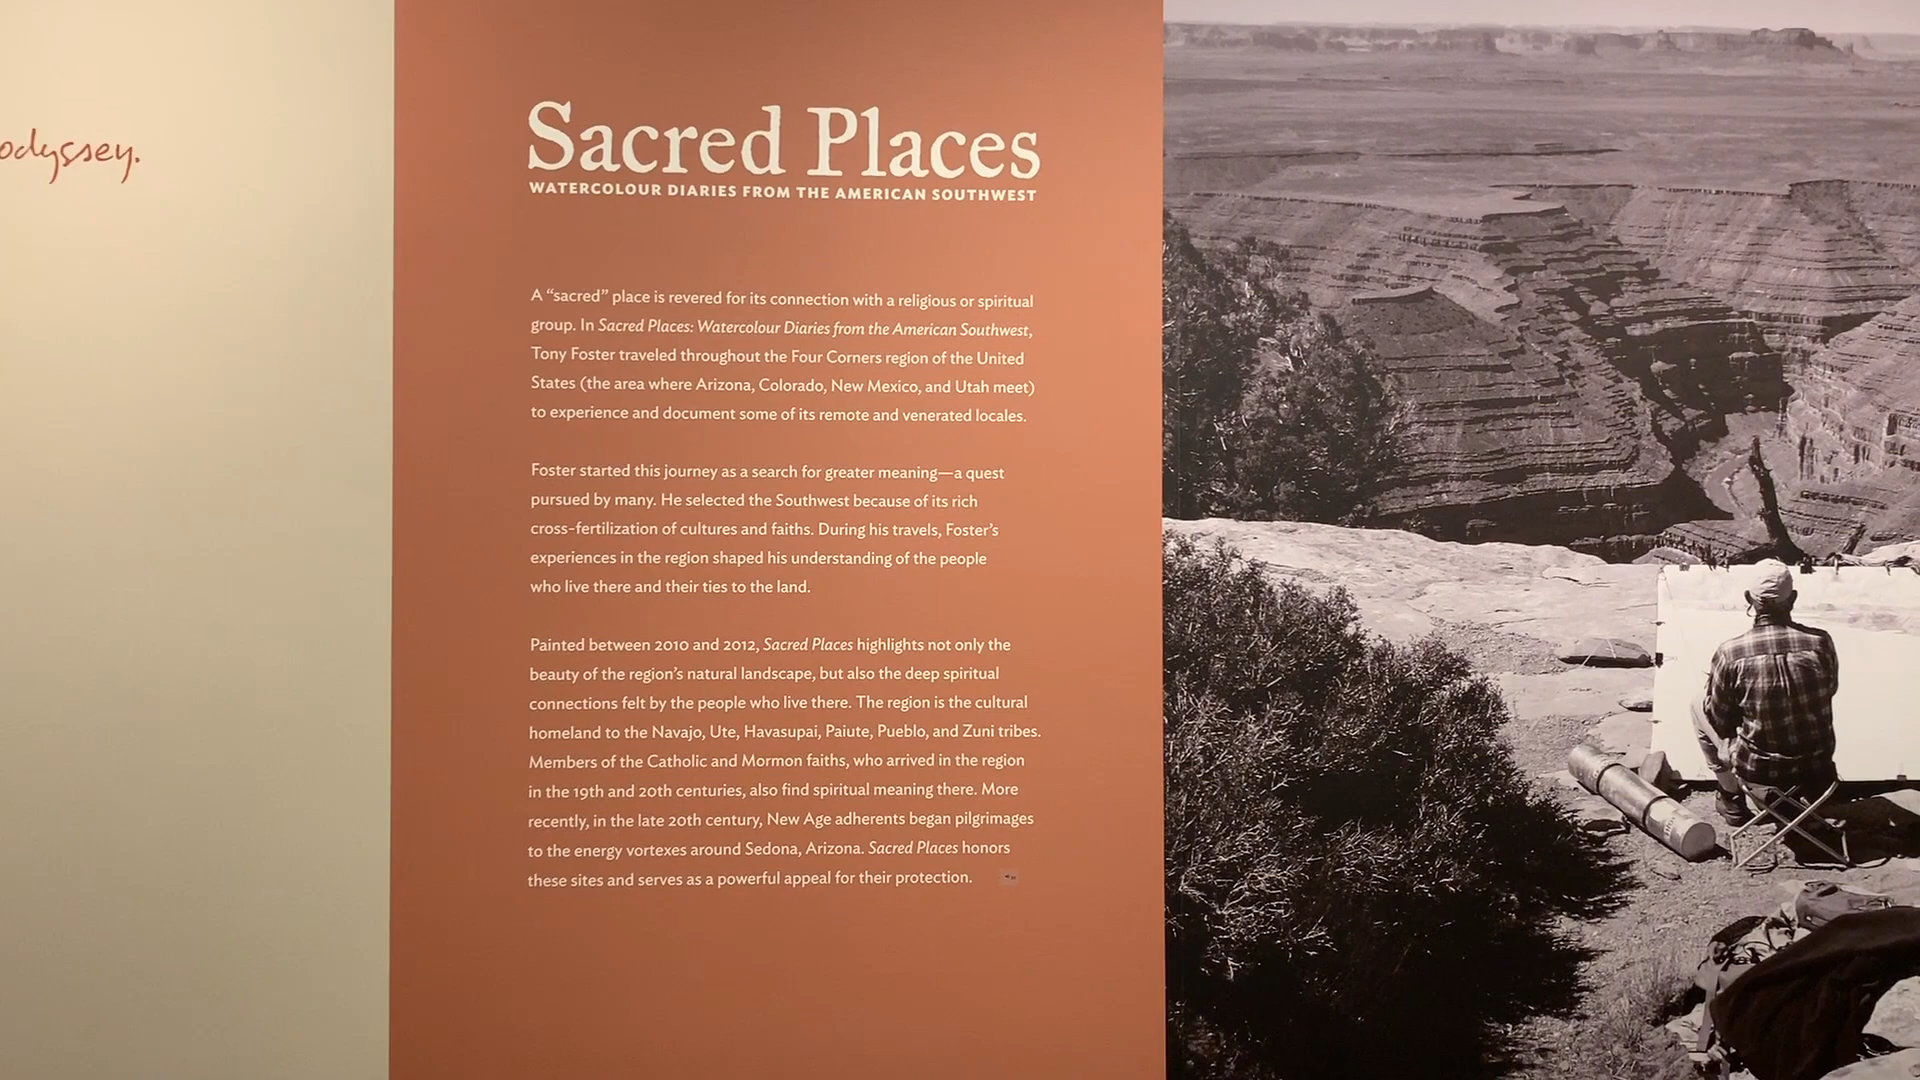 odyssey.
Sacred Places
WATERCOLOUR DIARIES FROM THE AMERICAN SOUTHWEST
A “sacred” place is revered for its connection with a religious or spiritual
group. In Sacred Places: Watercolour Diaries from the American Southwest,
Tony Foster traveled throughout the Four Corners region of the United
States (the area where Arizona, Colorado, New Mexico, and Utah meet)
to experience and document some of its remote and venerated locales.
Foster started this journey as a search for greater meaning—a quest
pursued by many. He selected the Southwest because of its rich
cross-fertilization of cultures and faiths. During his travels, Foster’s
experiences in the region shaped his understanding of the people
who live there and their ties to the land.
Painted between 2010 and 2012, Sacred Places highlights not only the
beauty of the region’s natural landscape, but also the deep spiritual
connections felt by the people who live there. The region is the cultural
homeland to the Navajo, Ute, Havasupai, Paiute, Pueblo, and Zuni tribes.
Members of the Catholic and Mormon faiths, who arrived in the region
in the 19th and 20th centuries, also find spiritual meaning there. More
recently, in the late 20th century, New Age adherents began pilgrimages
to the energy vortexes around Sedona, Arizona. Sacred Places honors
these sites and serves as a powerful appeal for their protection.